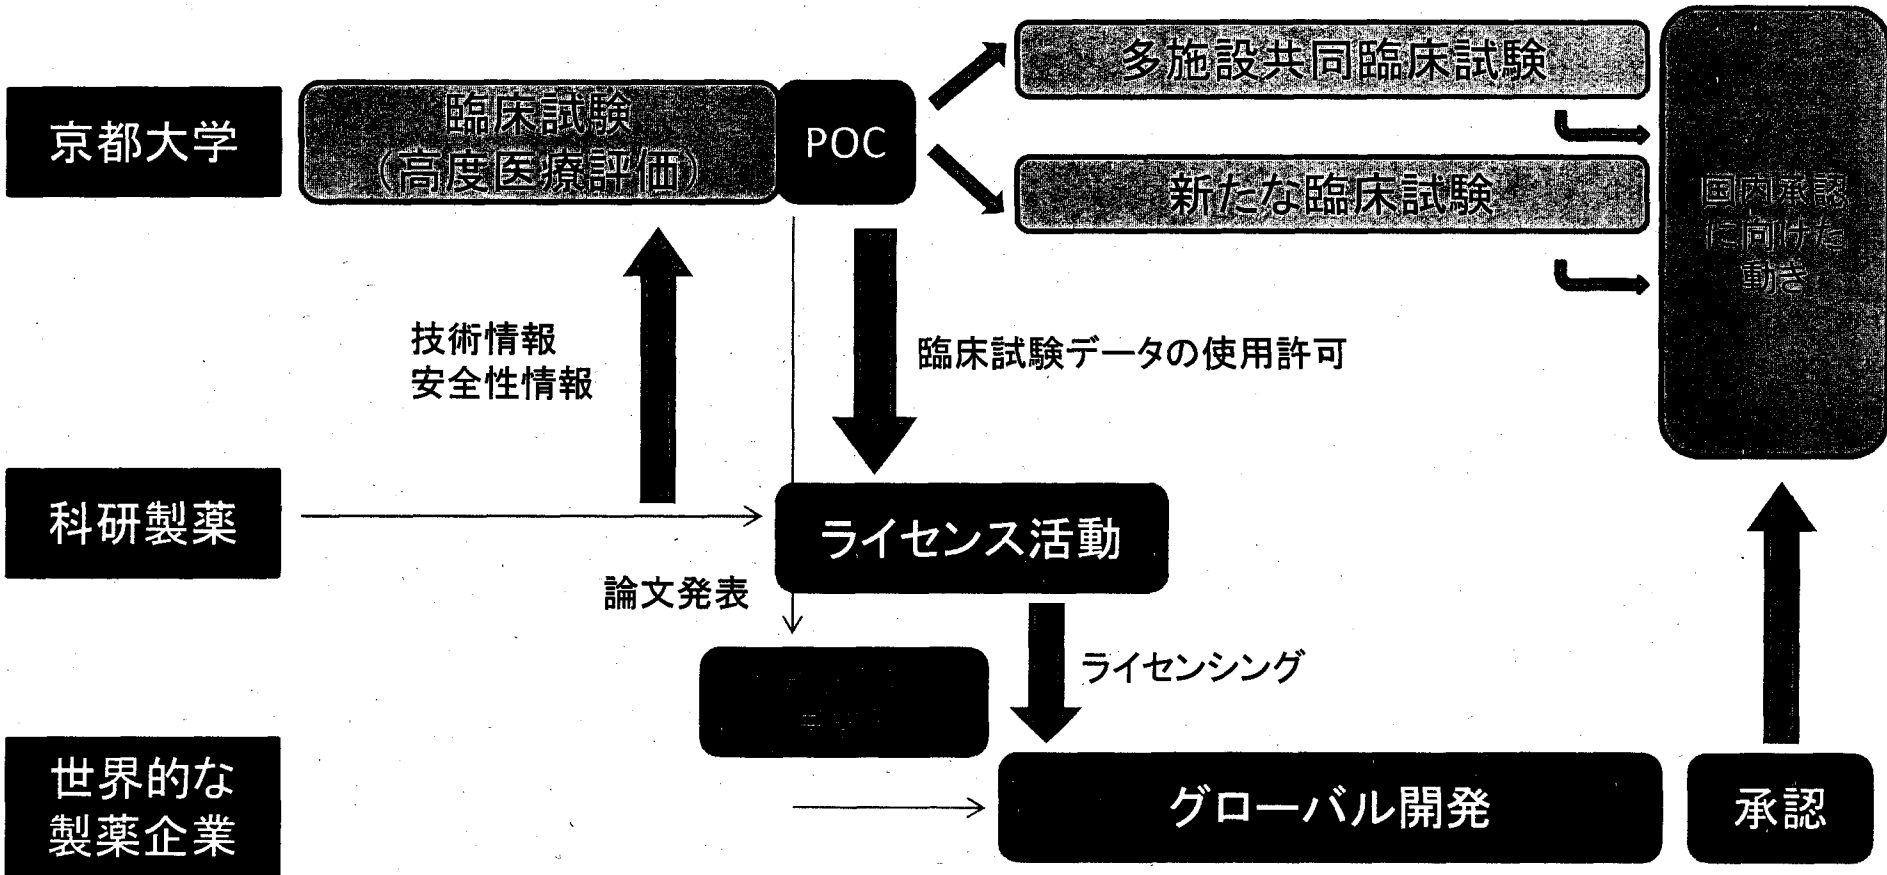 京都大学
臨床試験
(高度医療評価)
POC
多施設共同臨床試験
新たな臨床試験
国内承認
に向けた
動き
技術情報
安全性情報
臨床試験データの使用許可
科研製薬
ライセンス活動
論文発表
ライセンシング
世界的な
製薬企業
グローバル開発
承認